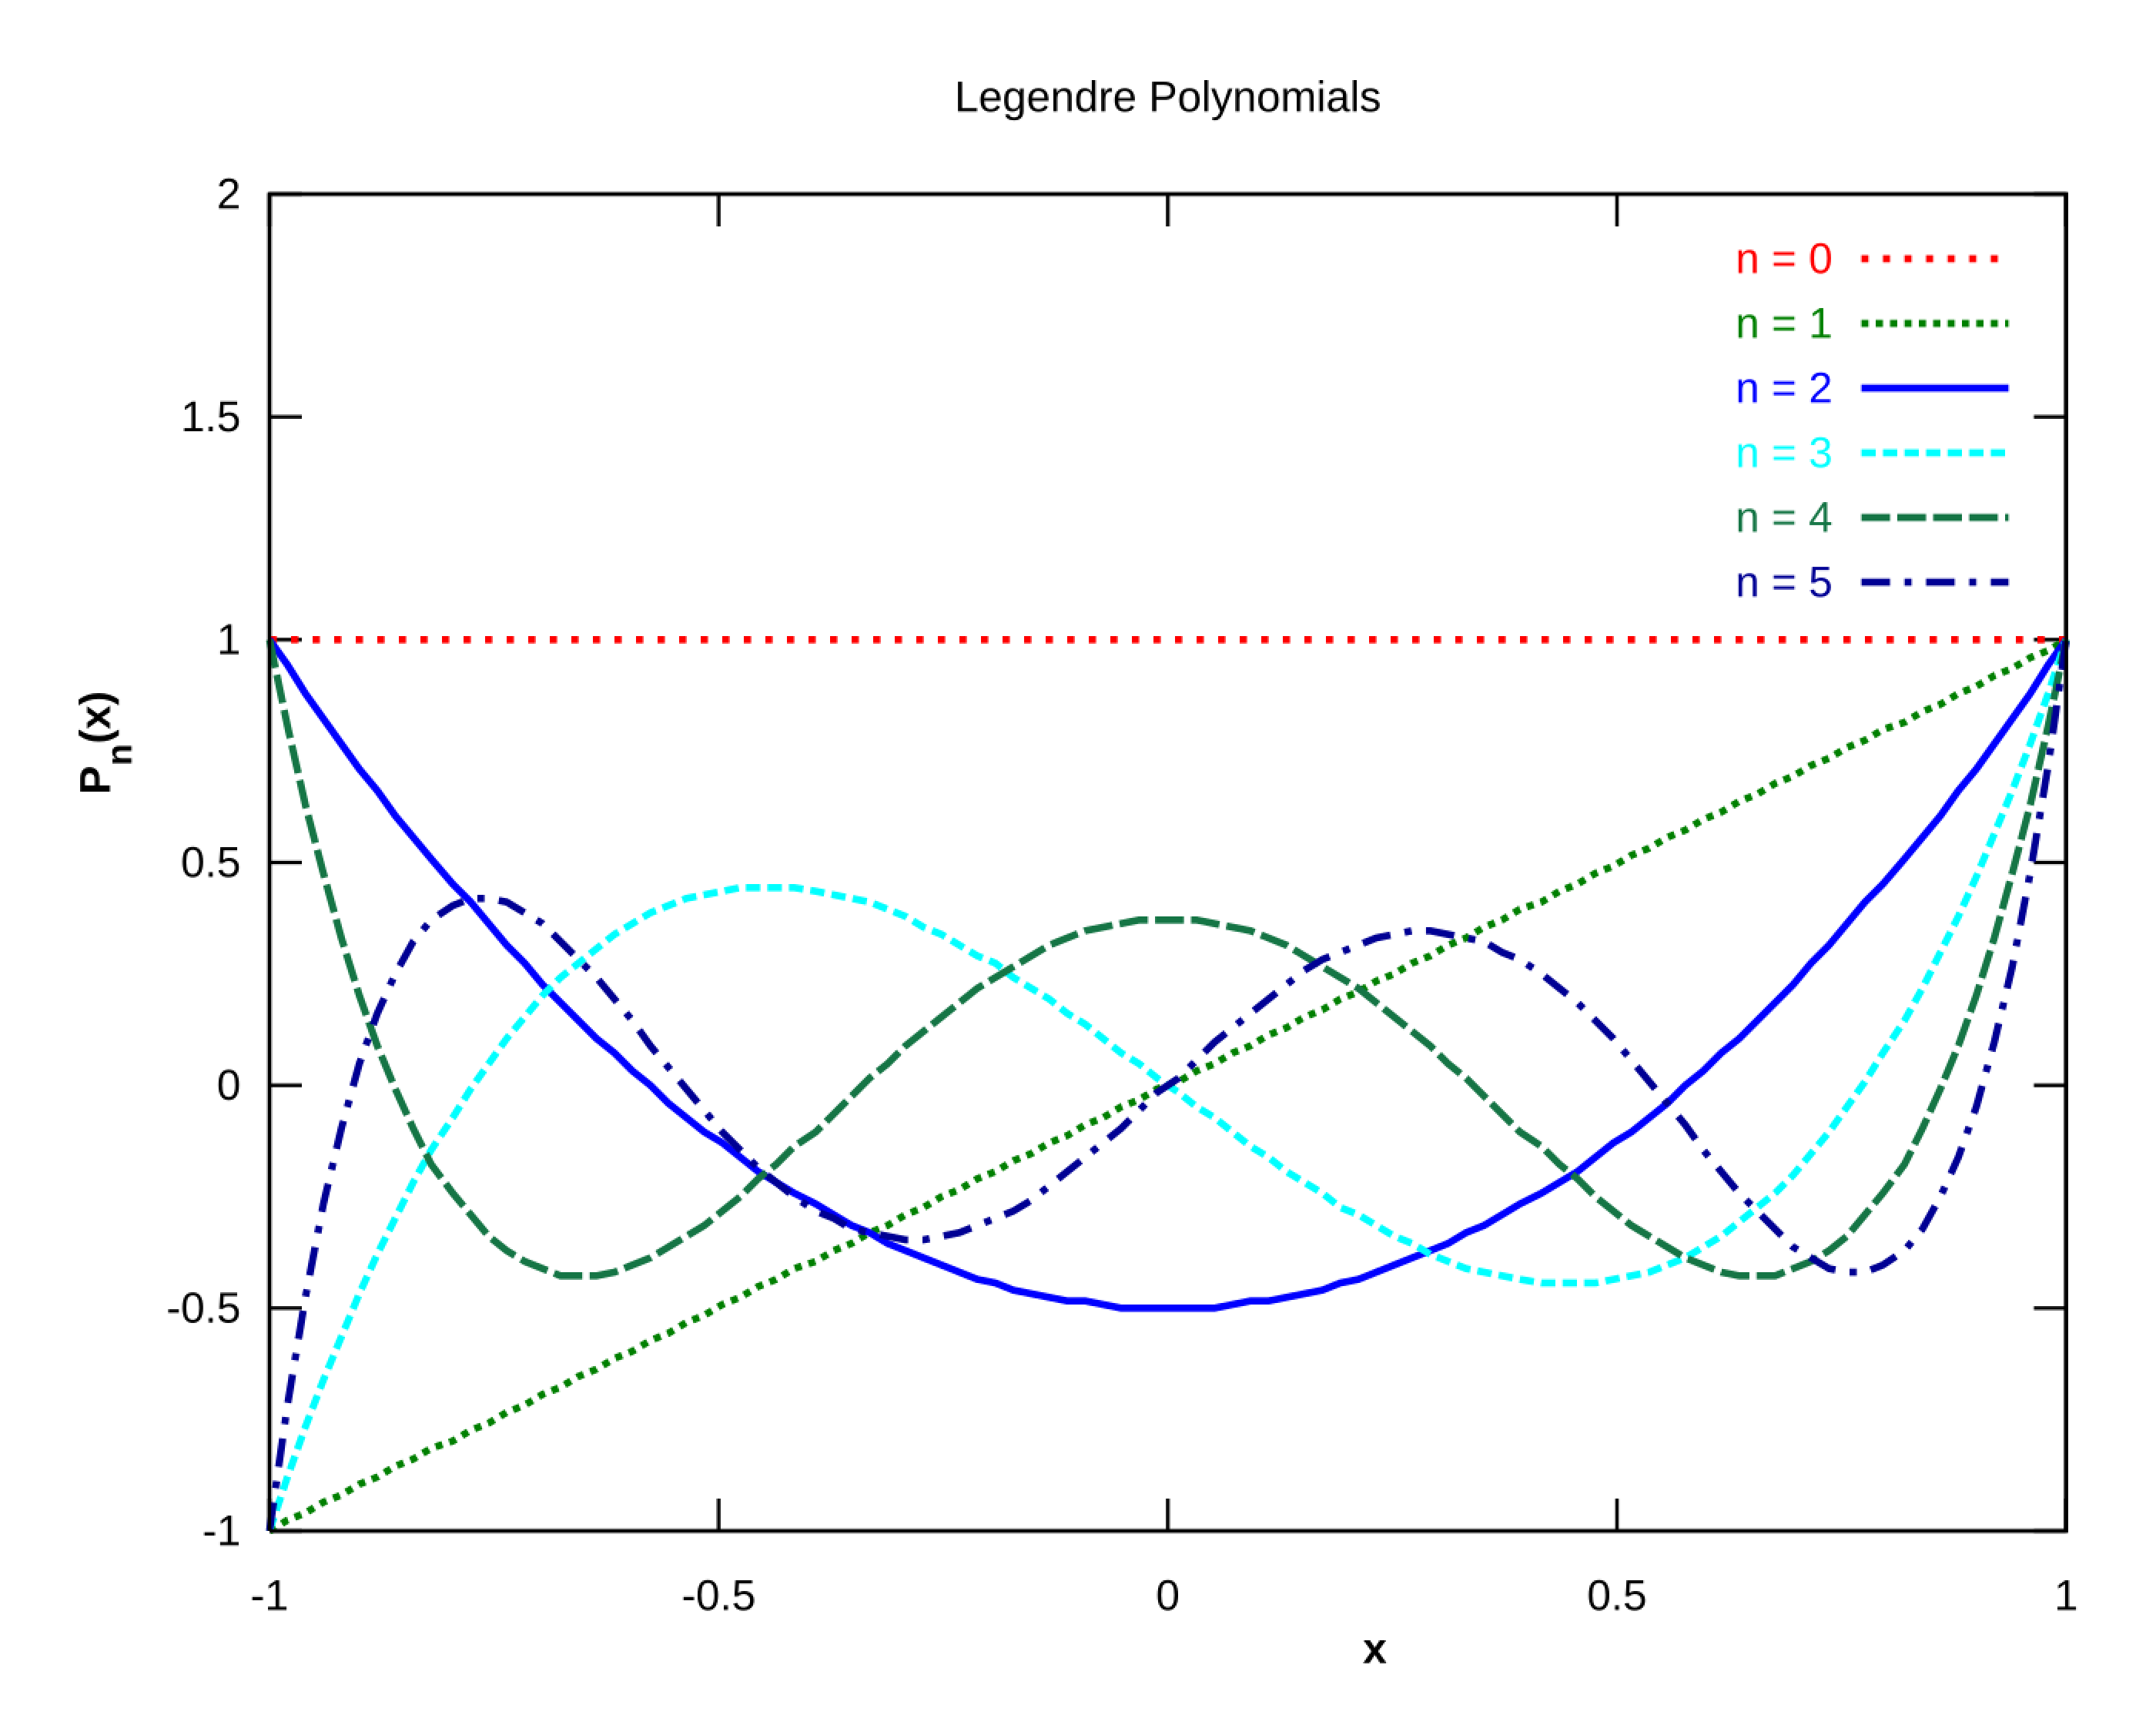 Legendre Polynomials
2
n = 0
n = 1
1.5
n = 2
n = 3
n = 4
n = 5
1
Pn(x)
0.5
0
-0.5
-1
-1 -0.5 0 0.5 1
x